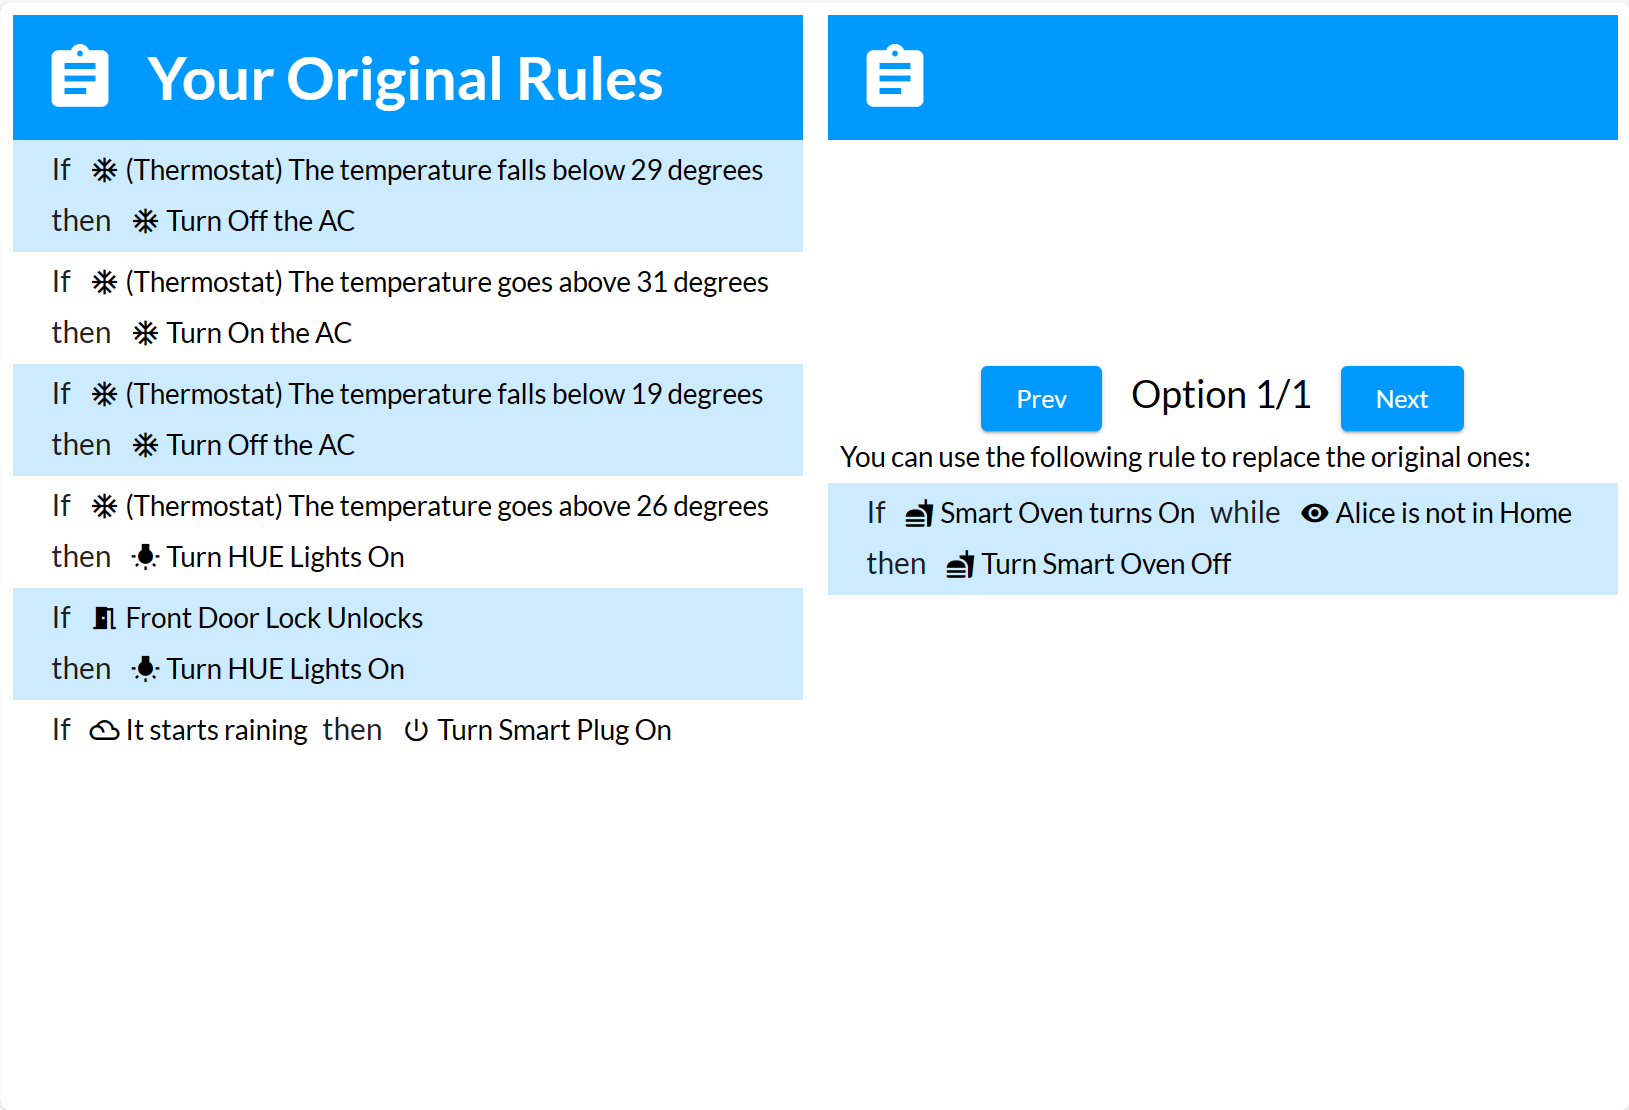 Your Original Rules
If (Thermostat) The temperature falls below 29 degrees
then Turn Off the AC
If (Thermostat) The temperature goes above 31 degrees
then Turn On the AC
If (Thermostat) The temperature falls below 19 degrees
then Turn Off the AC
If (Thermostat) The temperature goes above 26 degrees
then Turn HUE Lights On
If Front Door Lock Unlocks
then Turn HUE Lights On
If It starts raining then Turn Smart Plug On
Prev Option 1/1 Next
You can use the following rule to replace the original ones:
If Smart Oven turns On while Alice is not in Home
then Turn Smart Oven Off